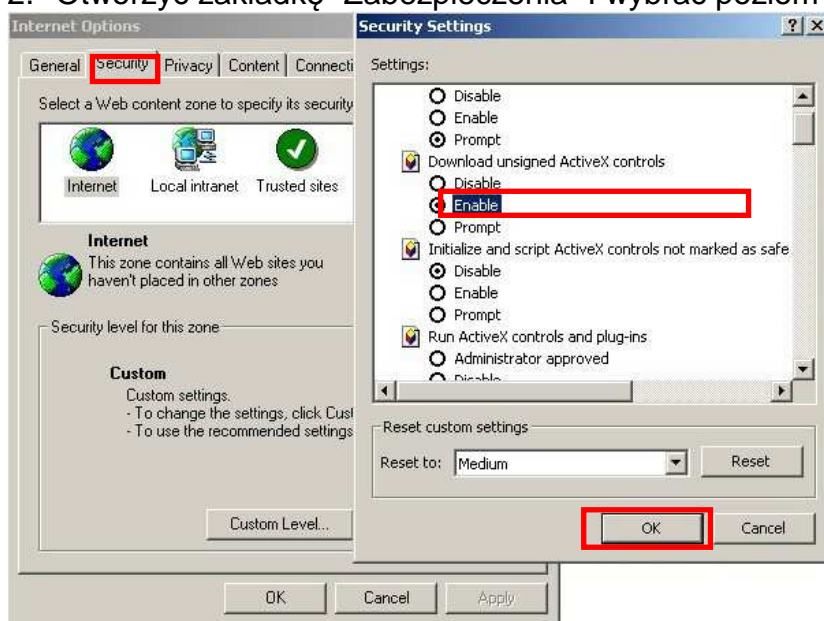 2. Otworzyć zakładkę "Zabezpieczenia" i wybrać poziom
Internet Options
General Security Privacy Content Connecti
Select a Web content zone to specify its security
Internet Local intranet Trusted sites
Internet
This zone contains all Web sites you
haven't placed in other zones
Security level for this zone
Custom
Custom settings.
- To change the settings, click Cust
- To use the recommended settings
Custom Level...
OK Cancel Apply
Security Settings
Settings:
Disable
Enable
Prompt
Download unsigned ActiveX controls
Disable
Enable
Prompt
Initialize and script ActiveX controls not marked as safe
Disable
Enable
Prompt
Run ActiveX controls and plug-ins
Administrator approved
Disable
Reset custom settings
Reset to: Medium Reset
OK Cancel